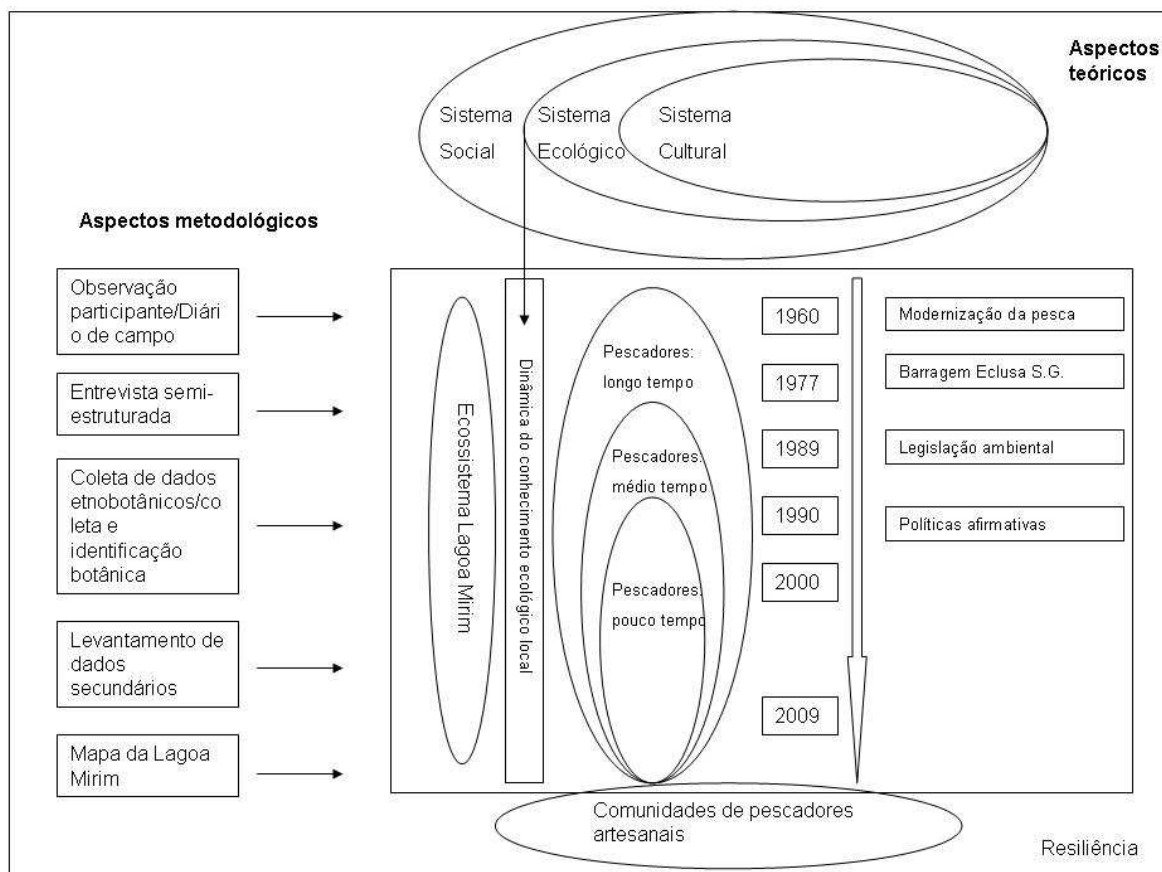 Aspectos
teóricos
Sistema
Social
Sistema
Ecológico
Sistema
Cultural
Aspectos metodológicos
Observação
participante/Diári
o de campo
Entrevista semi-
estruturada
Coleta de dados
etnobotânicos/co
leta e
identificação
botânica
Levantamento de
dados
secundários
Mapa da Lagoa
Mirim
Ecossistema Lagoa Mirim
Dinâmica do conhecimento ecológico local
Pescadores:
longo tempo
Pescadores:
médio tempo
Pescadores:
pouco tempo
1960
1977
1989
1990
2000
2009
Modernização da pesca
Barragem Eclusa S.G.
Legislação ambiental
Políticas afirmativas
Comunidades de pescadores
artesanais
Resiliência